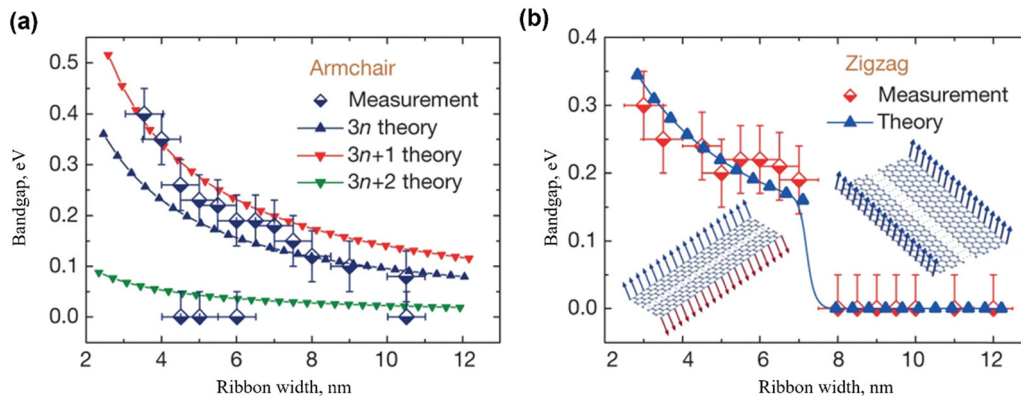 (a)
Bandgap, eV
0.5
0.4
0.3
0.2
0.1
0.0
Armchair
Measurement
3n theory
3n+1 theory
3n+2 theory
2 4 6 8 10 12
Ribbon width, nm
(b)
Bandgap, eV
0.4
0.3
0.2
0.1
0.0
Zigzag
Measurement
Theory
2 4 6 8 10 12
Ribbon width, nm